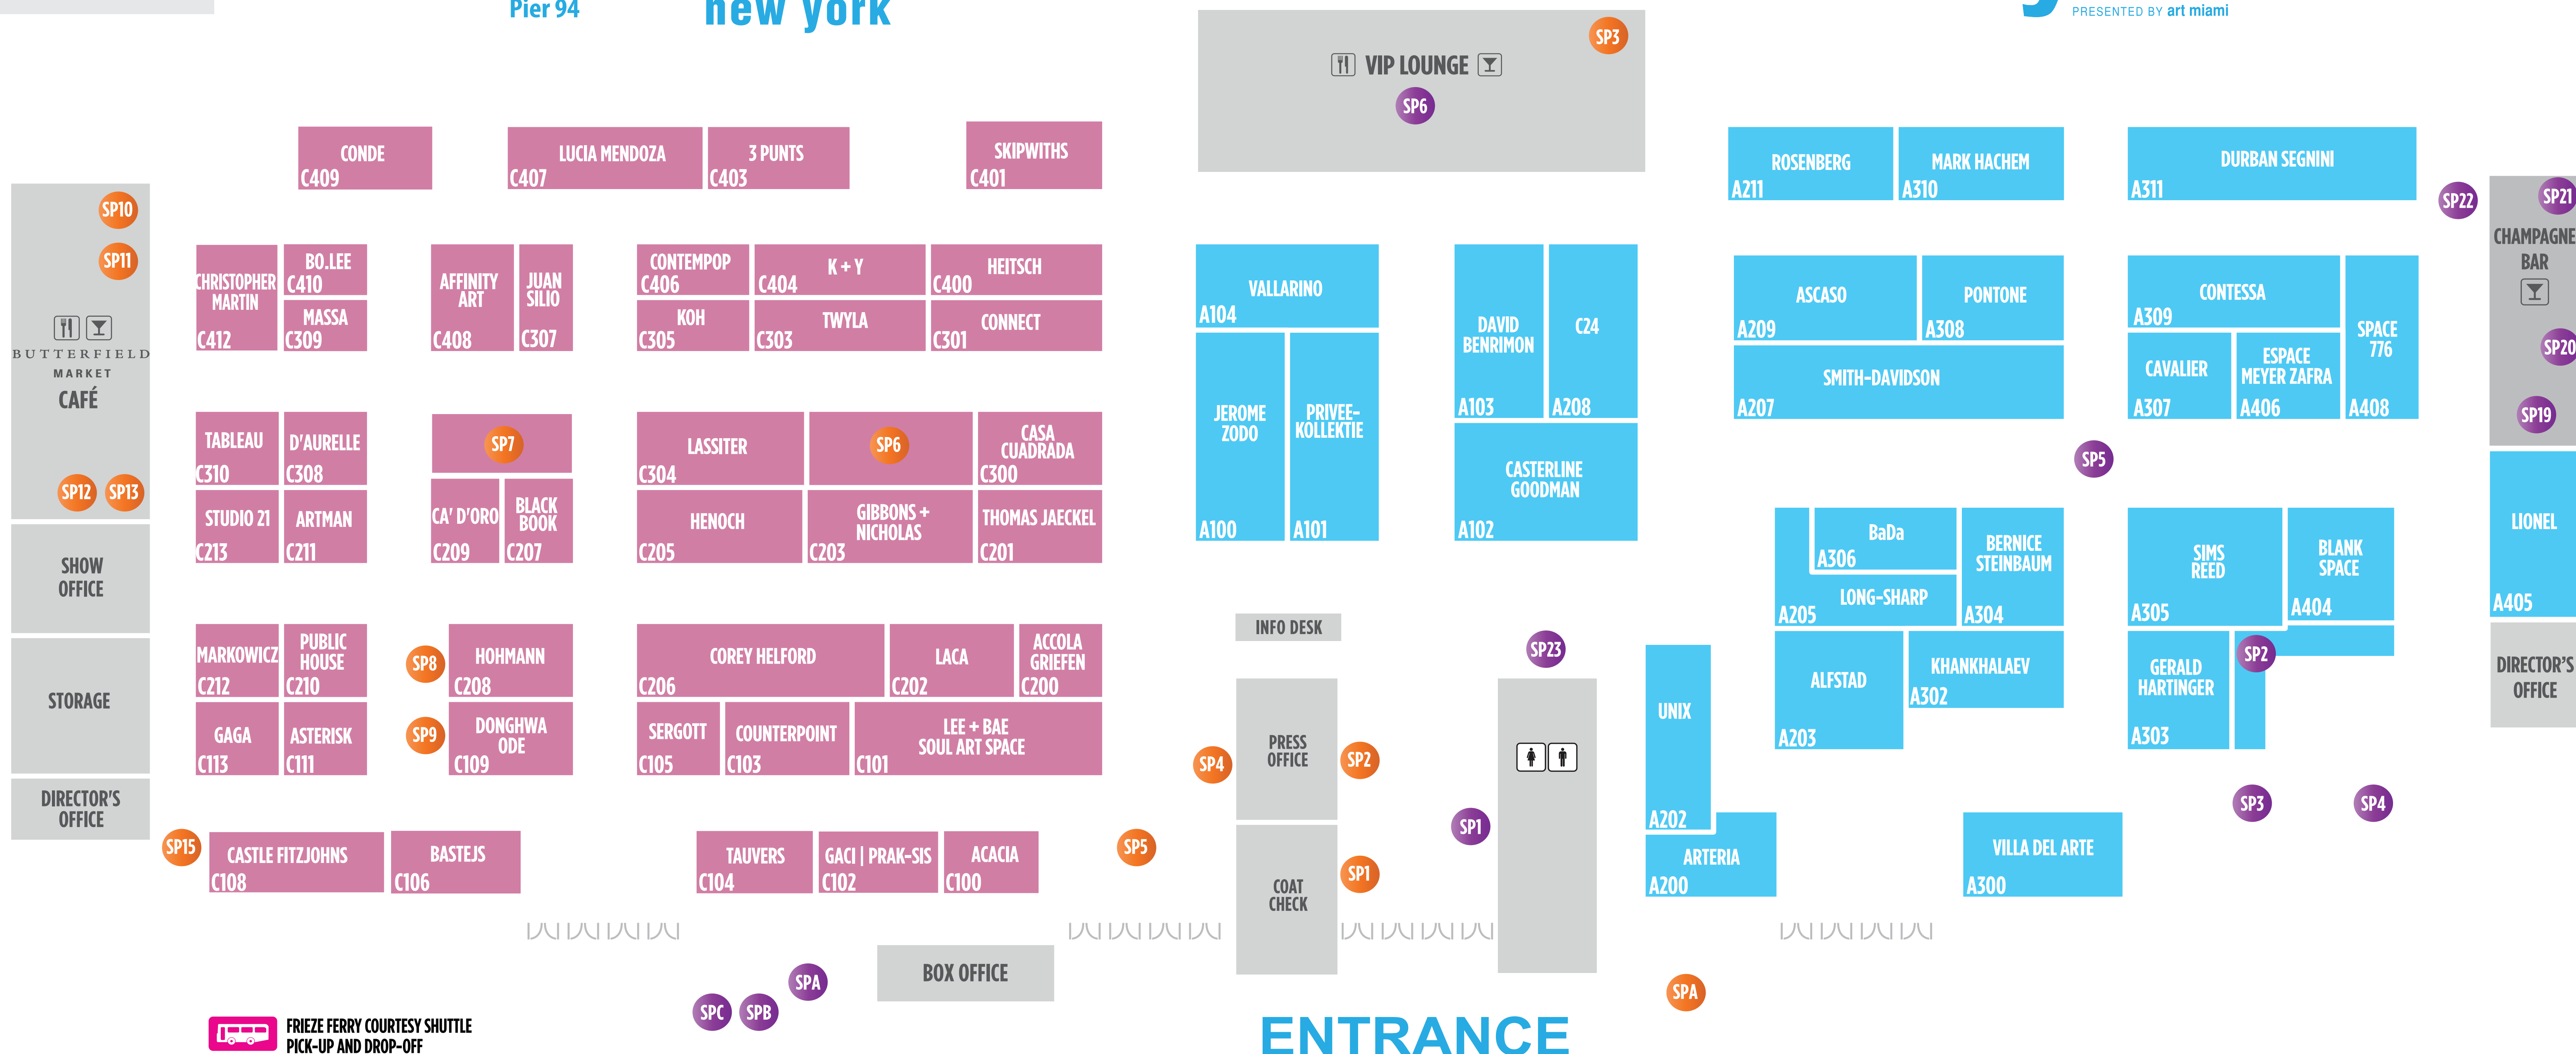 Pier 94
new york
PRESENTED BY art miami
SP3
VIP LOUNGE
SP6
CONDE
C409
LUCIA MENDOZA
C407
3 PUNTS
C403
SKIPWITHS
C401
ROSENBERG
A211
MARK HACHEM
A310
DURBAN SEGNINI
A311
SP22
SP21
CHAMPAGNE
BAR
SP20
SP19
SP10
SP11
BUTTERFIELD
MARKET
CAFÉ
SP12
SP13
CHRISTOPHER
MARTIN
C412
BO.LEE
C410
MASSA
C309
AFFINITY
ART
C408
JUAN
SILIO
C307
CONTEMPOP
C406
K + Y
C404
HEITSCH
C400
KOH
C305
TWYLA
C303
CONNECT
C301
VALLARINO
A104
JEROME
ZODO
A100
PRIVEE-
KOLLEKTIE
A101
DAVID
BENRIMON
A103
C24
A208
CASTERLINE
GOODMAN
A102
ASCASO
A209
PONTONE
A308
SMITH-DAVIDSON
A207
CONTESSA
A309
CAVALIER
A307
ESPACE
MEYER ZAFRA
A406
SPACE
776
A408
SP5
TABLEAU
C310
D'AURELLE
C308
STUDIO 21
C213
ARTMAN
C211
SP7
CA' D'ORO
C209
BLACK
BOOK
C207
LASSITER
C304
SP6
CASA
CUADRADA
C300
HENOCH
C205
GIBBONS +
NICHOLAS
C203
THOMAS JAECKEL
C201
BaDa
A306
LONG-SHARP
A205
BERNICE
STEINBAUM
A304
SIMS
REED
A305
BLANK
SPACE
A404
LIONEL
A405
SHOW
OFFICE
STORAGE
DIRECTOR'S
OFFICE
MARKOWICZ
C212
PUBLIC
HOUSE
C210
GAGA
C113
ASTERISK
C111
SP8
HOHMANN
C208
SP9
DONGHWA
ODE
C109
COREY HELFORD
C206
LACA
C202
ACCOLA
GRIEFEN
C200
SERGOTT
C105
COUNTERPOINT
C103
LEE + BAE
SOUL ART SPACE
C101
INFO DESK
SP23
PRESS
OFFICE
SP4
SP2
SP1
COAT
CHECK
SP1
UNIX
A202
ARTERIA
A200
ALFSTAD
A203
KHANKHALAEV
A302
GERALD
HARTINGER
A303
SP2
DIRECTOR'S
OFFICE
SP3
SP4
VILLA DEL ARTE
A300
SP15
CASTLE FITZJOHNS
C108
BASTEJS
C106
TAUVERS
C104
GACI | PRAK-SIS
C102
ACACIA
C100
SP5
BOX OFFICE
SPA
SPC
SPB
SPA
FRIEZE FERRY COURTESY SHUTTLE
PICK-UP AND DROP-OFF
ENTRANCE